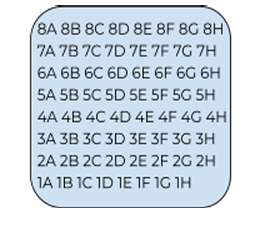 8A 8B 8C 8D 8E 8F 8G 8H
7A 7B 7C 7D 7E 7F 7G 7H
6A 6B 6C 6D 6E 6F 6G 6H
5A 5B 5C 5D 5E 5F 5G 5H
4A 4B 4C 4D 4E 4F 4G 4H
3A 3B 3C 3D 3E 3F 3G 3H
2A 2B 2C 2D 2E 2F 2G 2H
1A 1B 1C 1D 1E 1F 1G 1H